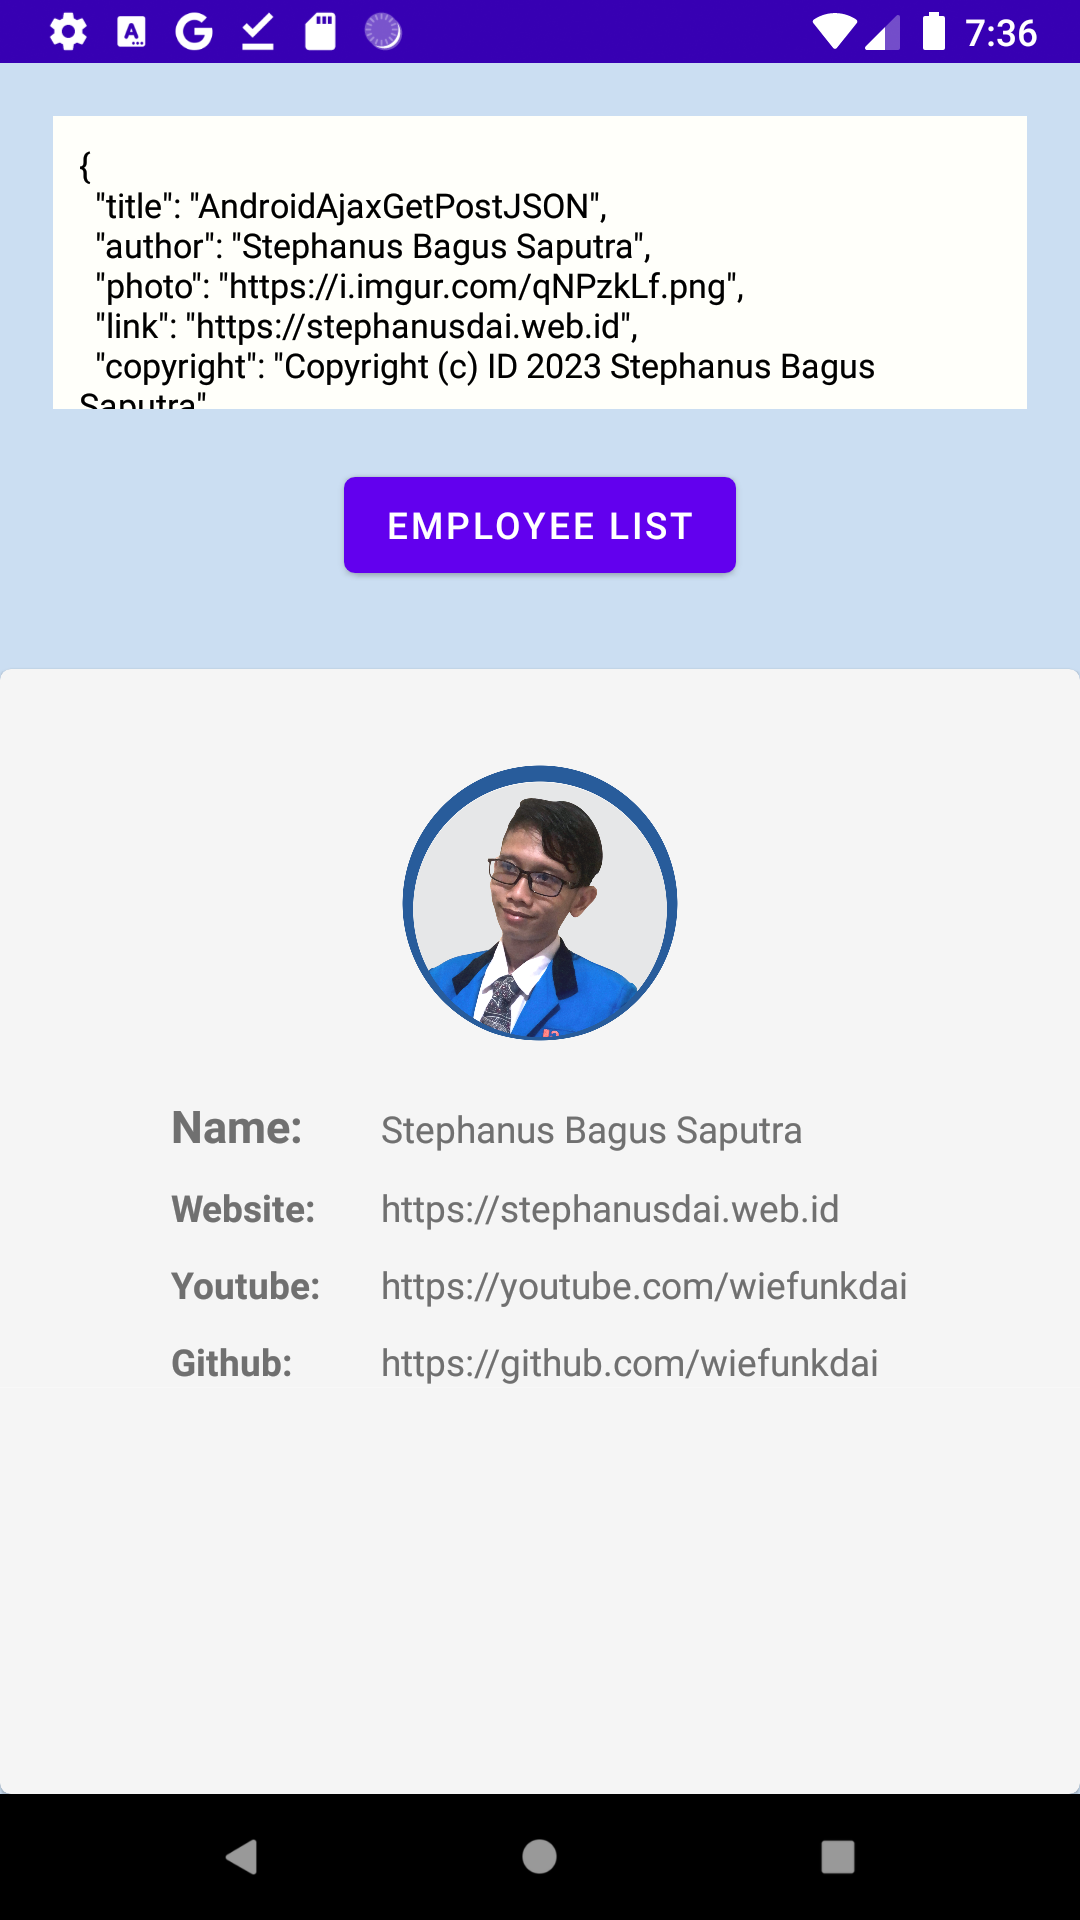 7:36
{
"title": "AndroidAjaxGetPostJSON",
"author": "Stephanus Bagus Saputra",
"photo": "https://i.imgur.com/qNPzkLf.png",
"link": "https://stephanusdai.web.id",
"copyright": "Copyright (c) ID 2023 Stephanus Bagus
Saputra"
EMPLOYEE LIST
Name: Stephanus Bagus Saputra
Website: https://stephanusdai.web.id
Youtube: https://youtube.com/wiefunkdai
Github: https://github.com/wiefunkdai